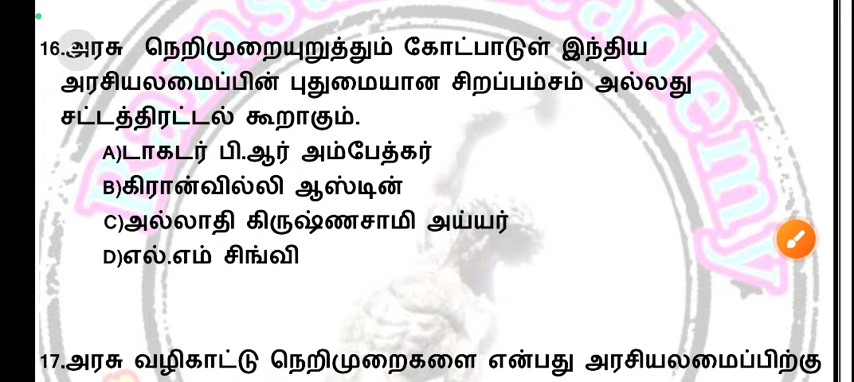 16.அரசு நெறிமுறையுறுத்தும் கோட்பாடுள் இந்திய
அரசியலமைப்பின் புதுமையான சிறப்பம்சம் அல்லது
சட்டத்திரட்டல் கூறாகும்.
A)டாகடர் பி.ஆர் அம்பேத்கர்
B)கிரான்வில்லி ஆஸ்டின்
C)அல்லாதி கிருஷ்ணசாமி அய்யர்
D)எல்.எம் சிங்வி
17.அரசு வழிகாட்டு நெறிமுறைகளை என்பது அரசியலமைப்பிற்கு